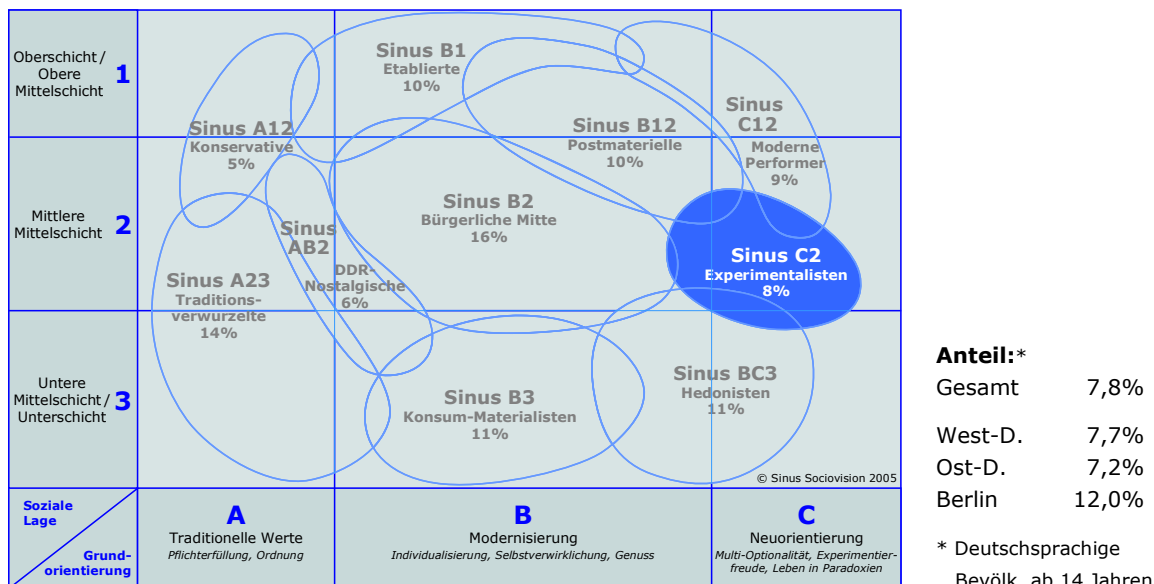 Oberschicht /
Obere
Mittelschicht
1
Mittlere
Mittelschicht
2
Untere
Mittelschicht /
Unterschicht
3
Sinus B1
Etablierte
10%
Sinus A12
Konservative
5%
Sinus B12
Postmaterielle
10%
Sinus
C12
Moderne
Performer
9%
Sinus B2
Bürgerliche Mitte
16%
Sinus
AB2
DDR-
Nostalgische
6%
Sinus A23
Traditions-
verwurzelte
14%
Sinus C2
Experimentalisten
8%
Sinus B3
Konsum-Materialisten
11%
Sinus BC3
Hedonisten
11%
© Sinus Sociovision 2005
Soziale
Lage
Grund-
orientierung
A
Traditionelle Werte
Pflichterfüllung, Ordnung
B
Modernisierung
Individualisierung, Selbstverwirklichung, Genuss
C
Neuorientierung
Multi-Optionalität, Experimentier-
freude, Leben in Paradoxien
Anteil:*
Gesamt 7,8%
West-D. 7,7%
Ost-D. 7,2%
Berlin 12,0%
* Deutschsprachige
Bevölk. ab 14 Jahren